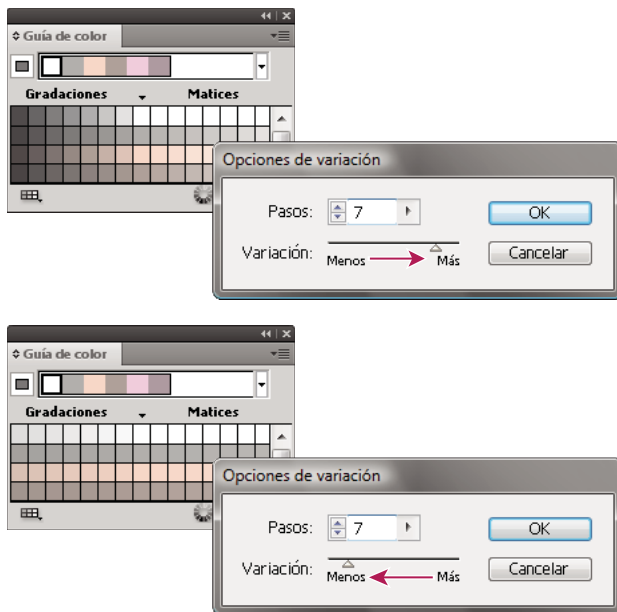 Guía de color
Gradaciones Matices
Opciones de variación
Pasos: 7 OK
Variación: Menos Más Cancelar
Guía de color
Gradaciones Matices
Opciones de variación
Pasos: 7 OK
Variación: Menos Más Cancelar